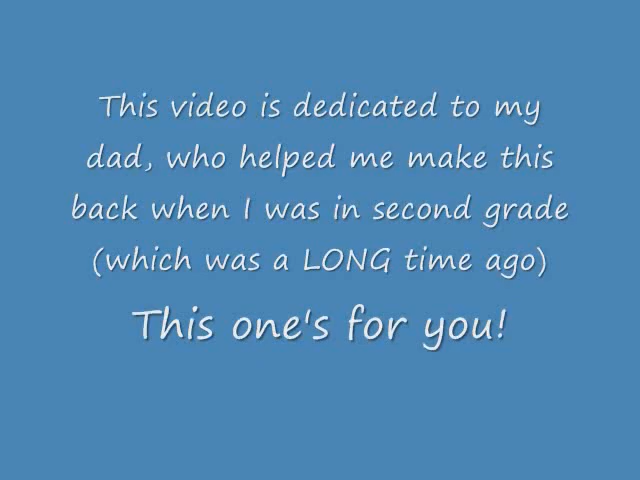 This video is dedicated to my
dad, who helped me make this
back when I was in second grade
(which was a LONG time ago)
This one's for you!